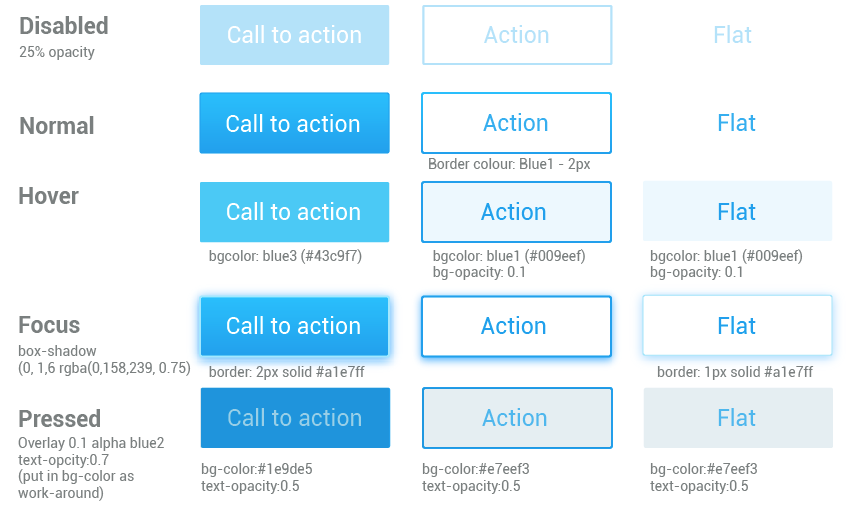 Disabled
25% opacity
Call to action
Action
Flat
Normal
Call to action
Action
Flat
Border colour: Blue1 - 2px
Hover
Call to action
Action
Flat
bgcolor: blue3 (#43c9f7)
bgcolor: blue1 (#009eef)
bg-opacity: 0.1
bgcolor: blue1 (#009eef)
bg-opacity: 0.1
Focus
box-shadow
(0, 1,6 rgba(0,158,239, 0.75)
Call to action
Action
Flat
border: 2px solid #a1e7ff
border: 1px solid #a1e7ff
Pressed
Overlay 0.1 alpha blue2
text-opcity:0.7
(put in bg-color as
work-around)
Call to action
Action
Flat
bg-color:#1e9de5
text-opacity:0.5
bg-color:#e7eef3
text-opacity:0.5
bg-color:#e7eef3
text-opacity:0.5